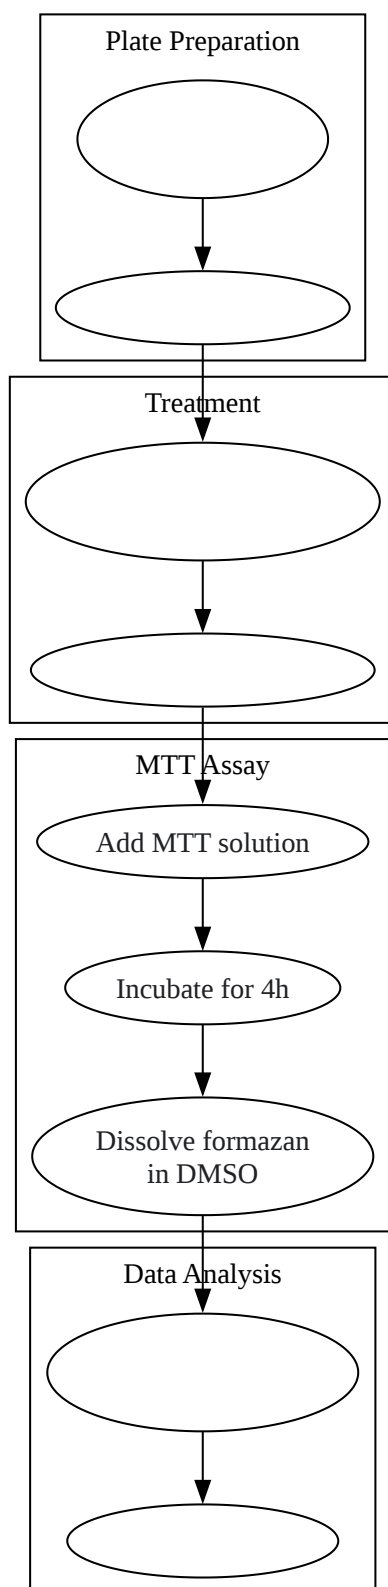 Plate Preparation
Treatment
MTT Assay
Add MTT solution
Incubate for 4h
Dissolve formazan
in DMSO
Data Analysis